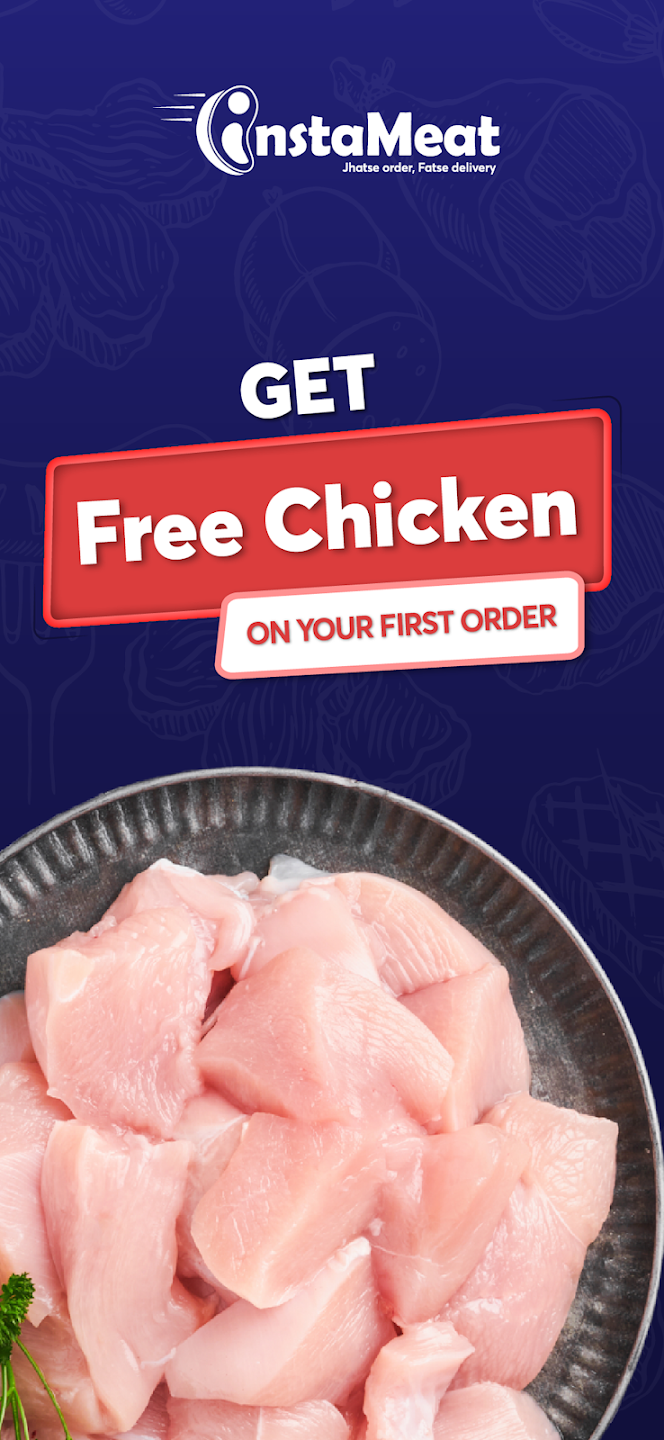 instaMeat
Jhatse order, Fatse delivery
GET
Free Chicken
ON YOUR FIRST ORDER